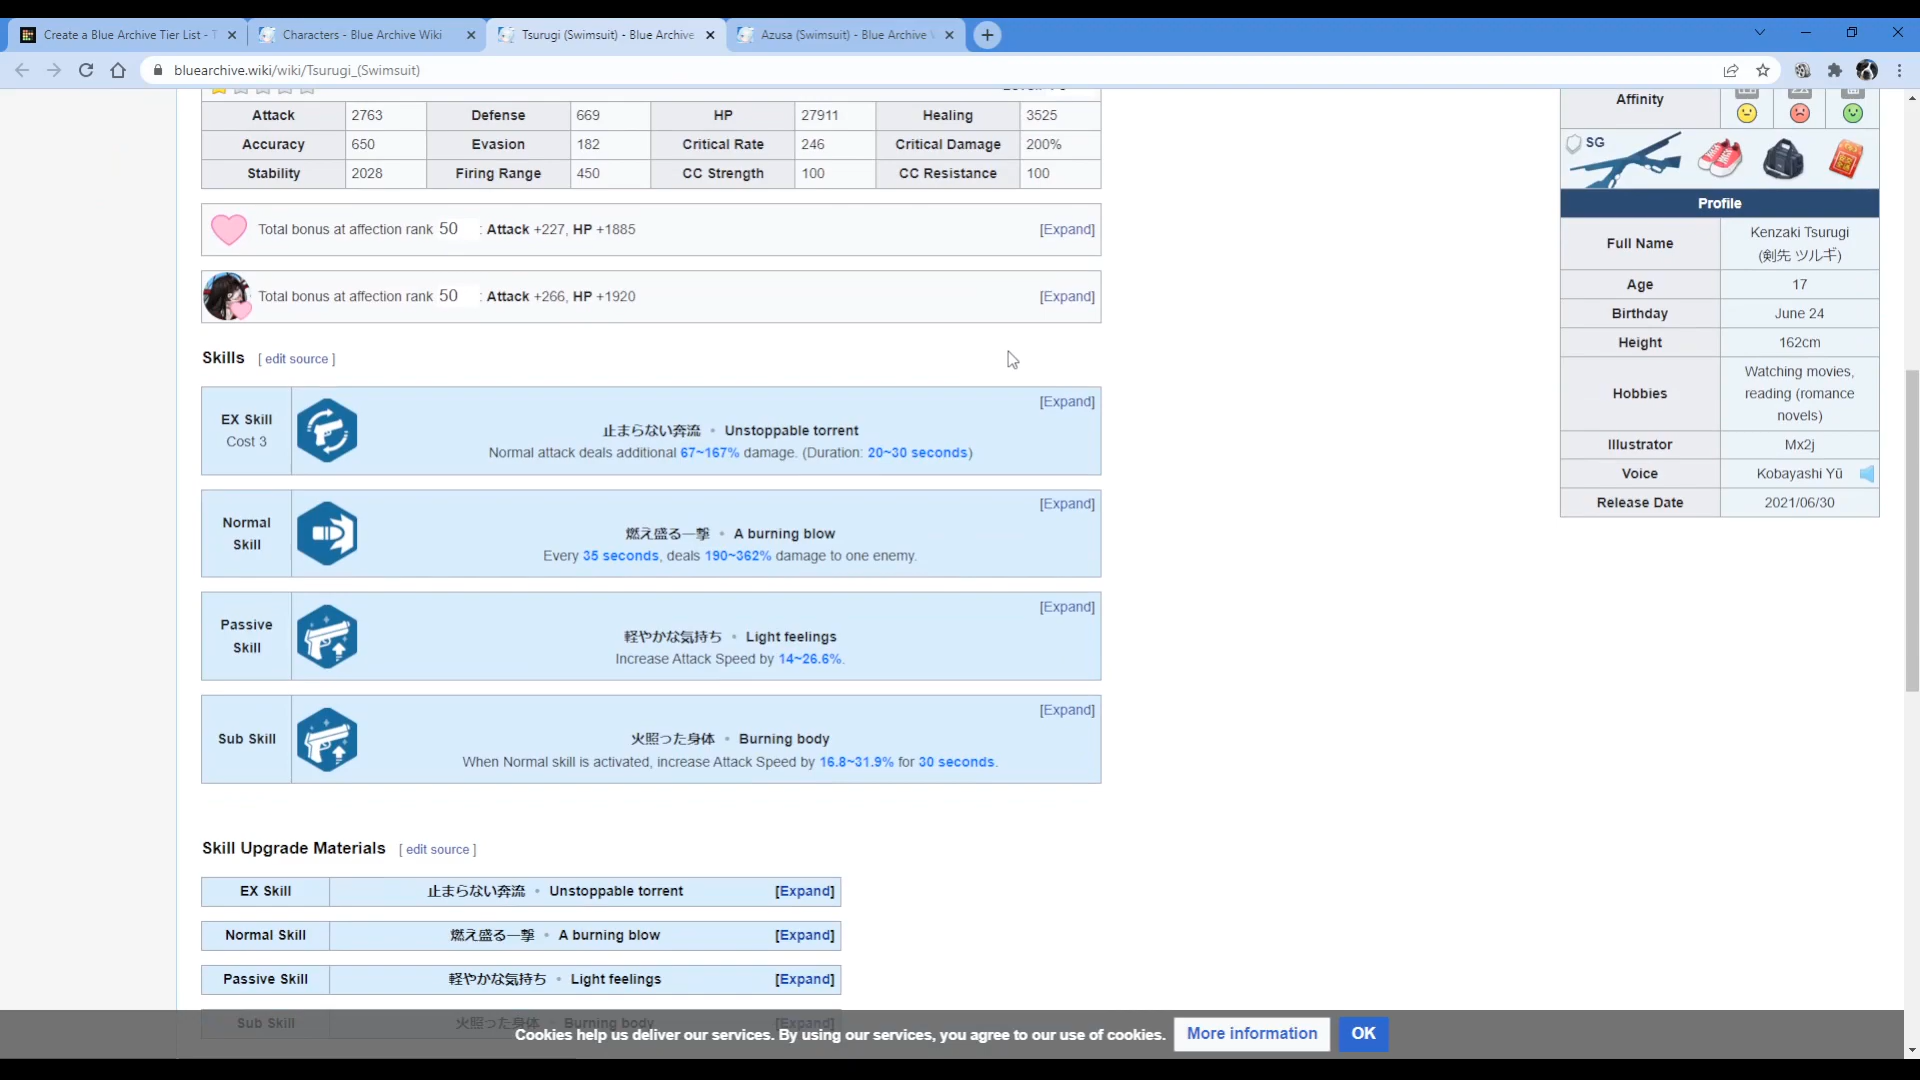 Create a Blue Archive Tier List -
Characters - Blue Archive Wiki
Tsurugi (Swimsuit) - Blue Archive
Azusa (Swimsuit) - Blue Archive
bluearchive.wiki/wiki/Tsurugi_(Swimsuit)
Attack 2763 Defense 669 HP 27911 Healing 3525
Accuracy 650 Evasion 182 Critical Rate 246 Critical Damage 200%
Stability 2028 Firing Range 450 CC Strength 100 CC Resistance 100
Total bonus at affection rank 50 : Attack +227, HP +1885 [Expand]
Total bonus at affection rank 50 : Attack +266, HP +1920 [Expand]
Skills [ edit source ]
EX Skill
Cost 3
[Expand]
止まらない奔流 • Unstoppable torrent
Normal attack deals additional 67~167% damage. (Duration: 20~30 seconds)
Normal
Skill
[Expand]
燃え盛る一撃 • A burning blow
Every 35 seconds, deals 190~362% damage to one enemy.
Passive
Skill
[Expand]
軽やかな気持ち • Light feelings
Increase Attack Speed by 14~26.6%.
Sub Skill
[Expand]
火照った身体 • Burning body
When Normal skill is activated, increase Attack Speed by 16.8~31.9% for 30 seconds.
Skill Upgrade Materials [ edit source ]
EX Skill 止まらない奔流 • Unstoppable torrent [Expand]
Normal Skill 燃え盛る一撃 • A burning blow [Expand]
Passive Skill 軽やかな気持ち • Light feelings [Expand]
Sub Skill 火照った身体 • Burning body [Expand]
Cookies help us deliver our services. By using our services, you agree to our use of cookies. More information OK
Affinity
SG
Profile
Full Name Kenzaki Tsurugi
(剣先 ツルギ)
Age 17
Birthday June 24
Height 162cm
Hobbies Watching movies,
reading (romance
novels)
Illustrator Mx2j
Voice Kobayashi Yū
Release Date 2021/06/30